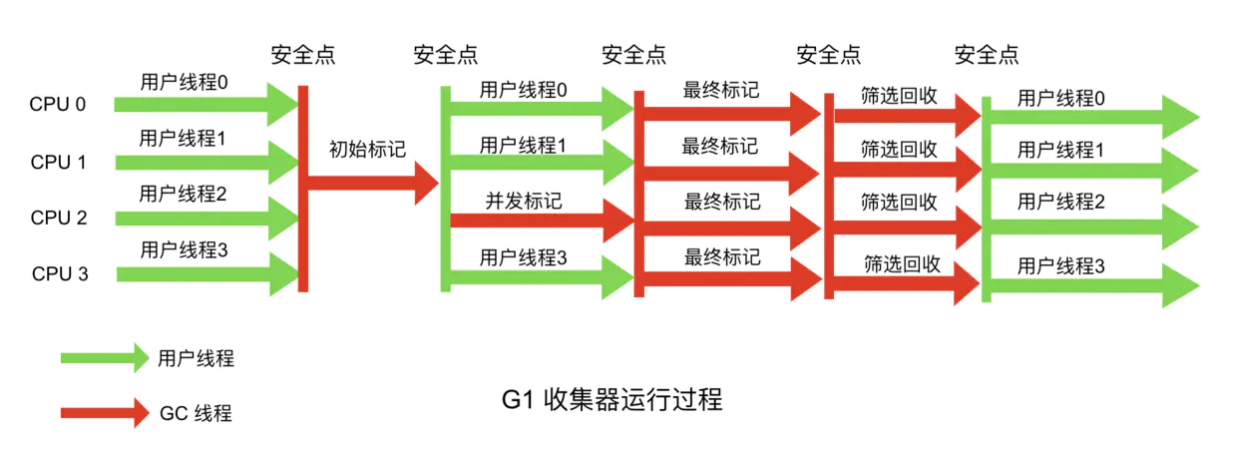 安全点 安全点 安全点 安全点 安全点
CPU 0 用户线程0 用户线程0 最终标记 筛选回收 用户线程0
CPU 1 用户线程1 初始标记 用户线程1 最终标记 筛选回收 用户线程1
CPU 2 用户线程2 并发标记 最终标记 筛选回收 用户线程2
CPU 3 用户线程3 用户线程3 最终标记 筛选回收 用户线程3
用户线程
GC 线程
G1 收集器运行过程